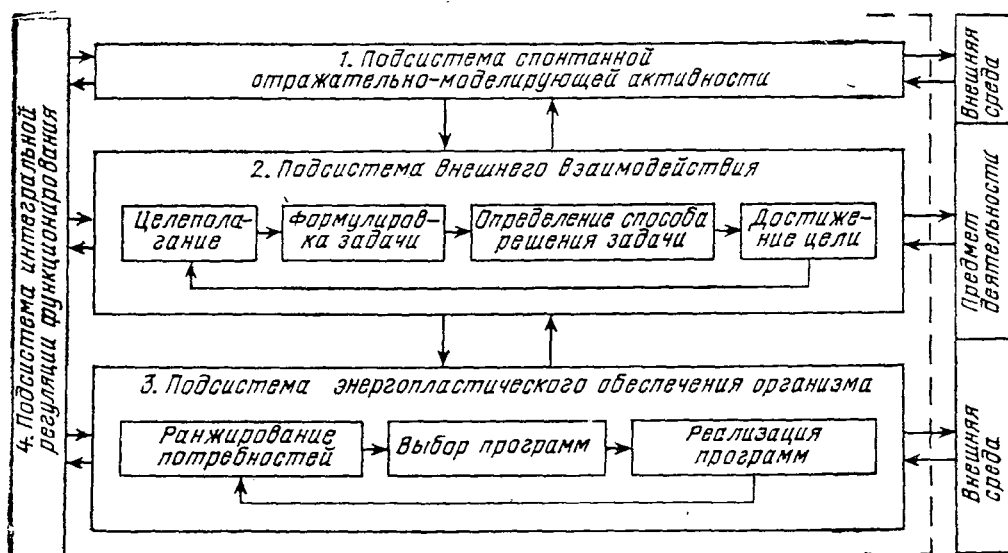 4. Подсистема интегральной
регуляции функционирования
1. Подсистема спонтанной
отражательно-моделирующей активности
2. Подсистема внешнего взаимодействия
Целепола-
гание
Формулиров-
ка задачи
Определение способа
решения задачи
Достиже-
ние цели
3. Подсистема энергопластического обеспечения организма
Ранжирование
потребностей
Выбор программ
Реализация
программ
Внешняя
среда
Предмет
деятельности
Внешняя
среда